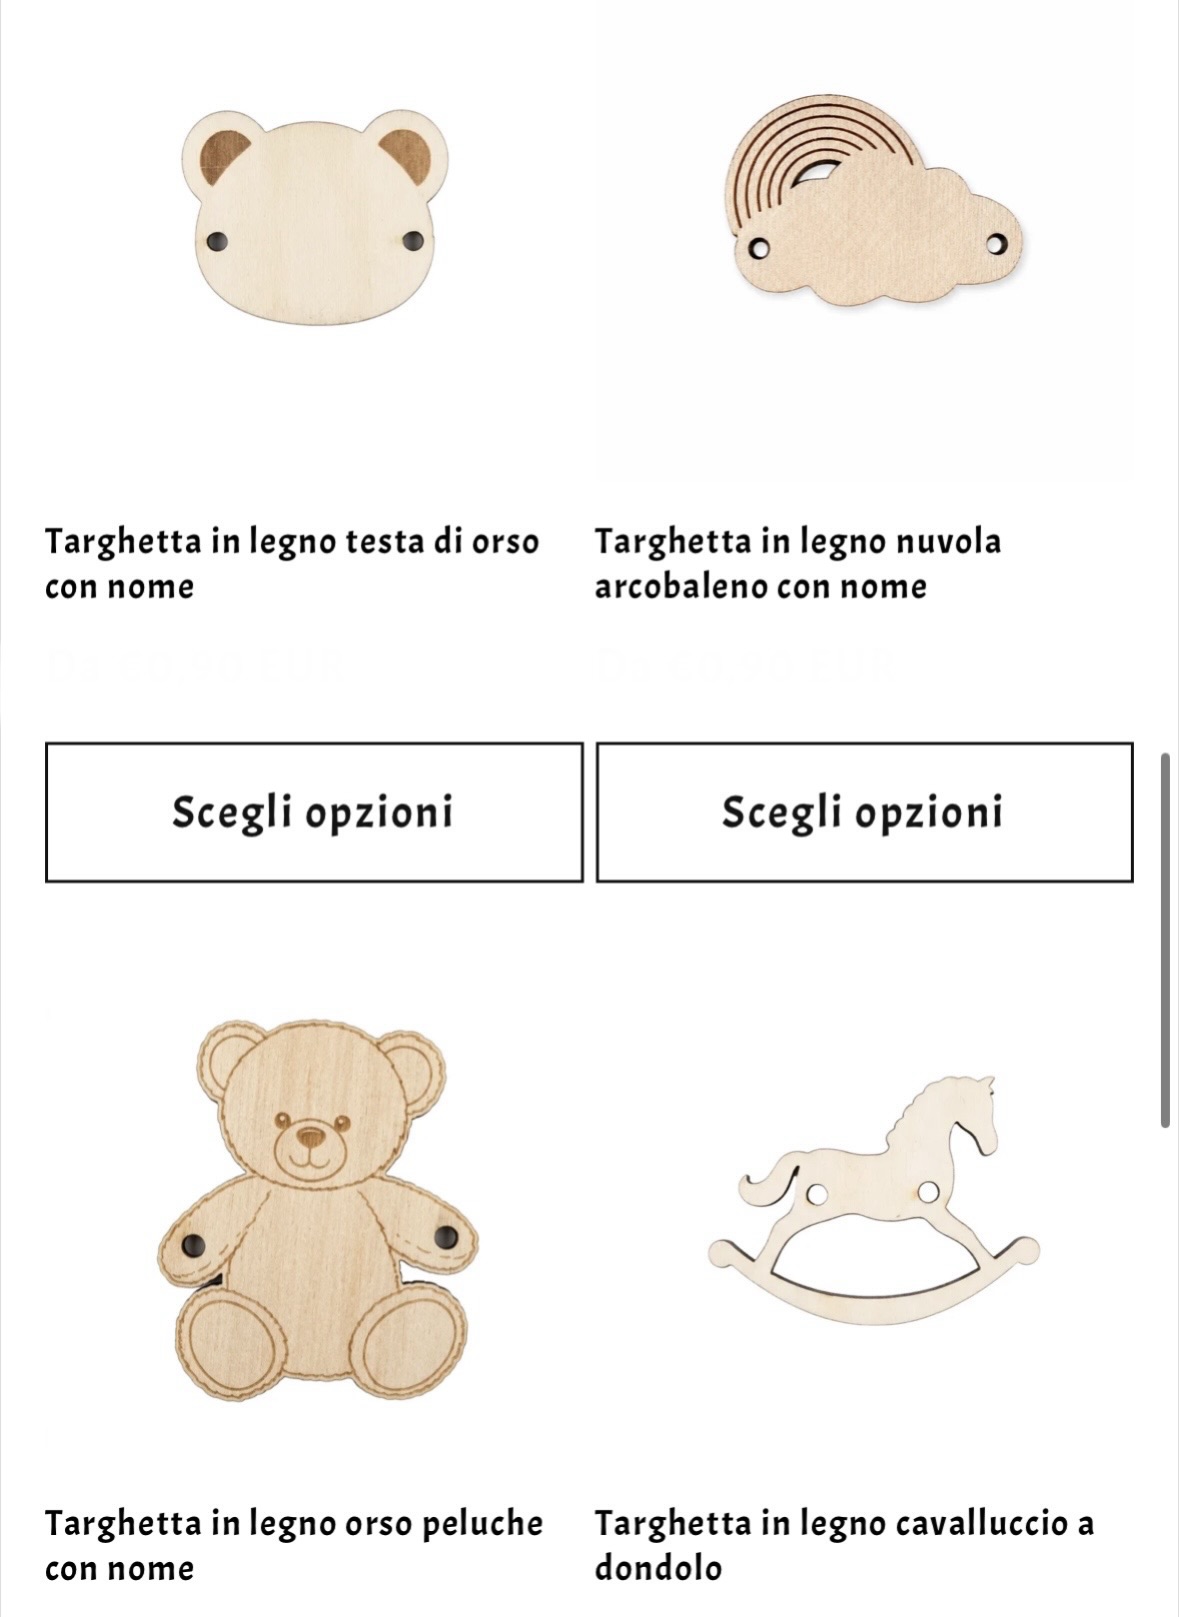 Targhetta in legno testa di orso
con nome
Targhetta in legno nuvola
arcobaleno con nome
Scegli opzioni
Scegli opzioni
Targhetta in legno orso peluche
con nome
Targhetta in legno cavalluccio a
dondolo